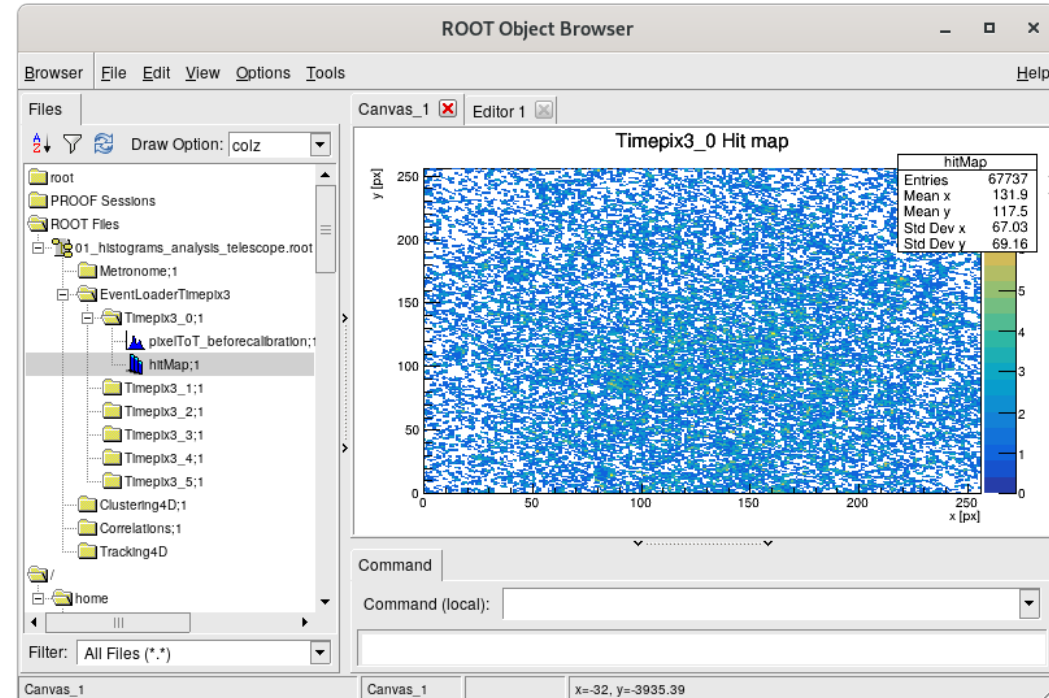 ROOT Object Browser
Browser File Edit View Options Tools Help
Files
Draw Option: colz
root
PROOF Sessions
ROOT Files
01_histograms_analysis_telescope.root
Metronome;1
EventLoaderTimepix3
Timepix3_0;1
pixelToT_beforecalibration;1
hitMap;1
Timepix3_1;1
Timepix3_2;1
Timepix3_3;1
Timepix3_4;1
Timepix3_5;1
Clustering4D;1
Correlations;1
Tracking4D
/
home
Filter: All Files (*.*)
Canvas_1 Editor 1
Timepix3_0 Hit map
hitMap
Entries 67737
Mean x 131.9
Mean y 117.5
Std Dev x 67.03
Std Dev y 69.16
y [px]
250
200
150
100
50
0
0 50 100 150 200 250
x [px]
5
4
3
2
1
0
Command
Command (local):
Canvas_1 Canvas_1 x=-32, y=-3935.39